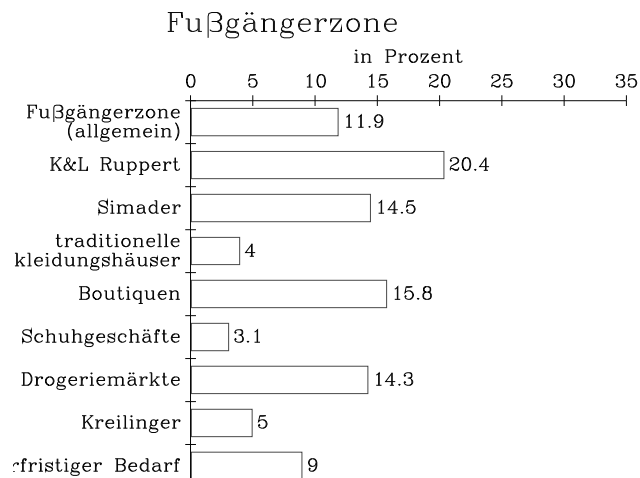 Fußgängerzone
in Prozent
0 5 10 15 20 25 30 35
Fußgängerzone
(allgemein) 11.9
K&L Ruppert 20.4
Simader 14.5
traditionelle
kleidungshäuser 4
Boutiquen 15.8
Schuhgeschäfte 3.1
Drogeriemärkte 14.3
Kreilinger 5
rfristiger Bedarf 9